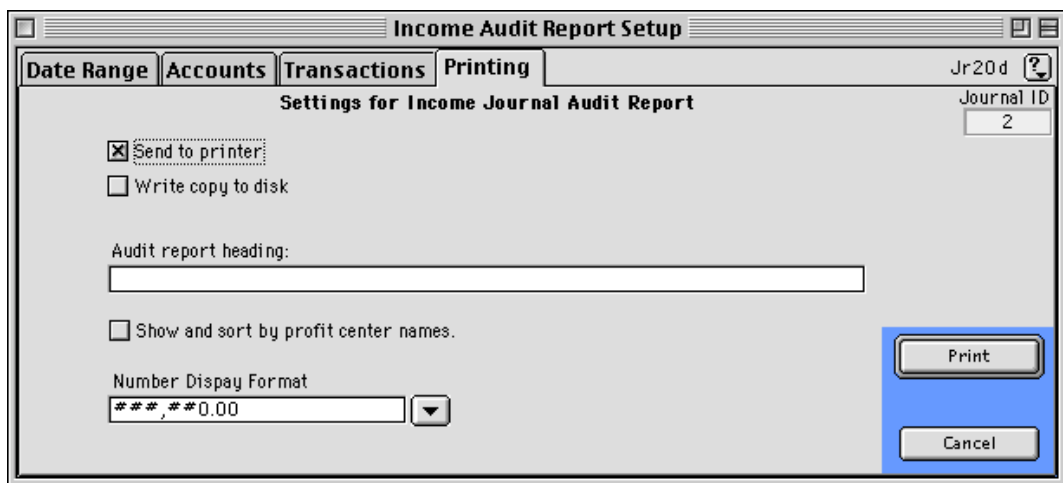 Income Audit Report Setup
Date Range Accounts Transactions Printing Jr20d ?
Settings for Income Journal Audit Report Journal ID
2
Send to printer
Write copy to disk
Audit report heading:
Show and sort by profit center names.
Print
Number Dispay Format
###,##0.00
Cancel